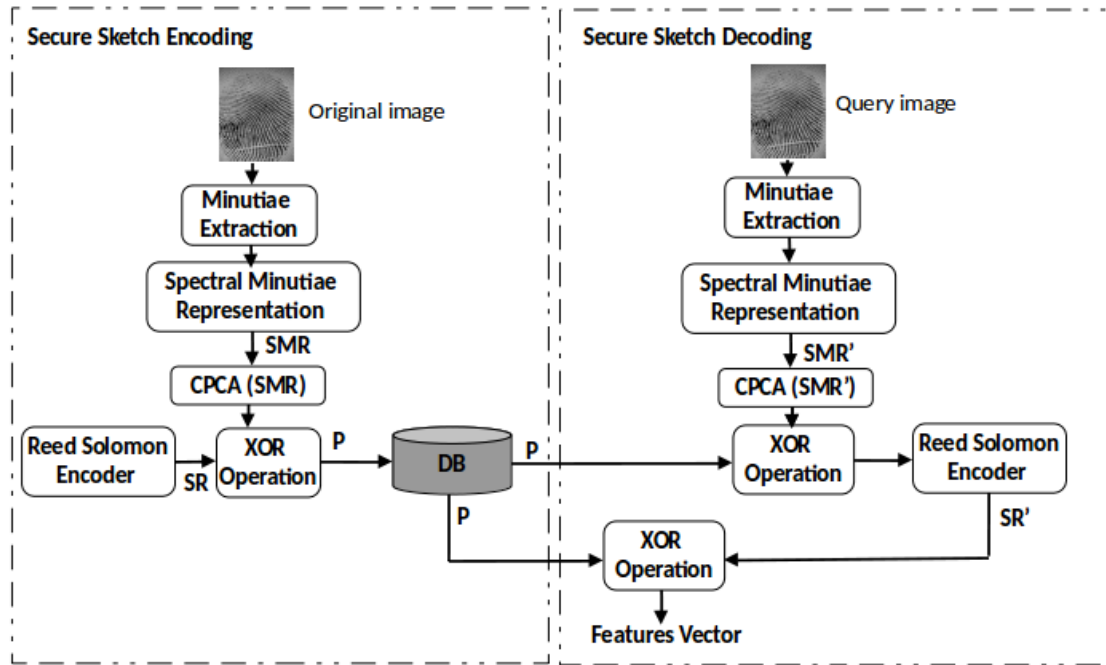 Secure Sketch Encoding
Original image
Minutiae
Extraction
Spectral Minutiae
Representation
SMR
CPCA (SMR)
Reed Solomon
Encoder
SR
XOR
Operation
P
DB
P
P
Secure Sketch Decoding
Query image
Minutiae
Extraction
Spectral Minutiae
Representation
SMR’
CPCA (SMR’)
XOR
Operation
Reed Solomon
Encoder
SR’
XOR
Operation
Features Vector